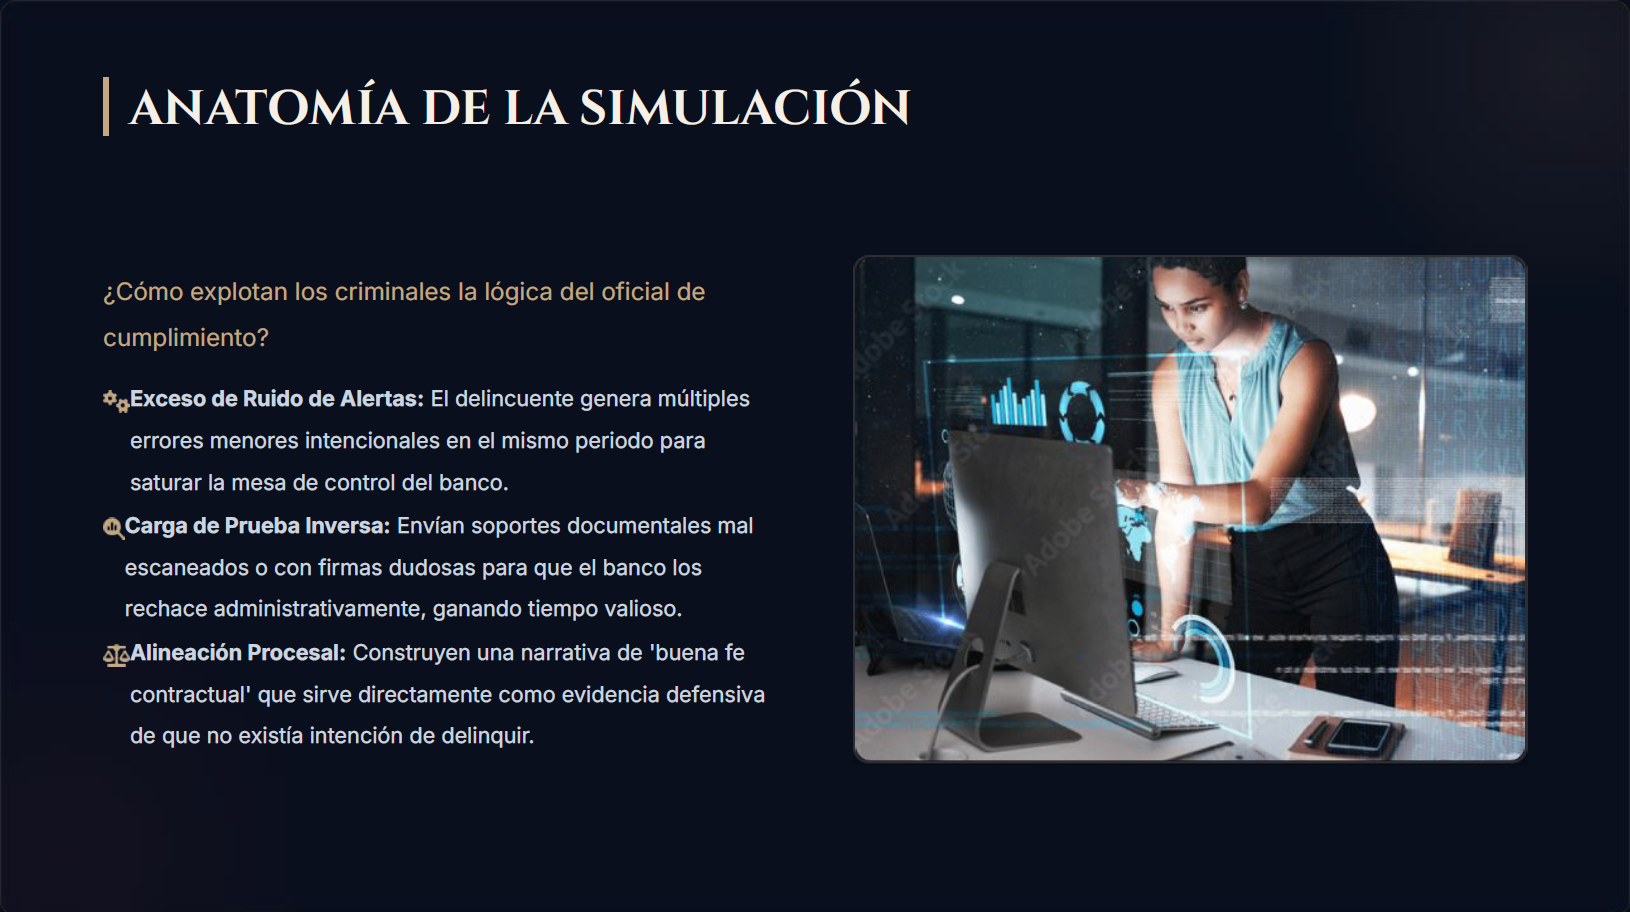 ANATOMÍA DE LA SIMULACIÓN
¿Cómo explotan los criminales la lógica del oficial de
cumplimiento?
Exceso de Ruido de Alertas: El delincuente genera múltiples
errores menores intencionales en el mismo periodo para
saturar la mesa de control del banco.
Carga de Prueba Inversa: Envían soportes documentales mal
escaneados o con firmas dudosas para que el banco los
rechace administrativamente, ganando tiempo valioso.
Alineación Procesal: Construyen una narrativa de 'buena fe
contractual' que sirve directamente como evidencia defensiva
de que no existía intención de delinquir.
Adobe Stock